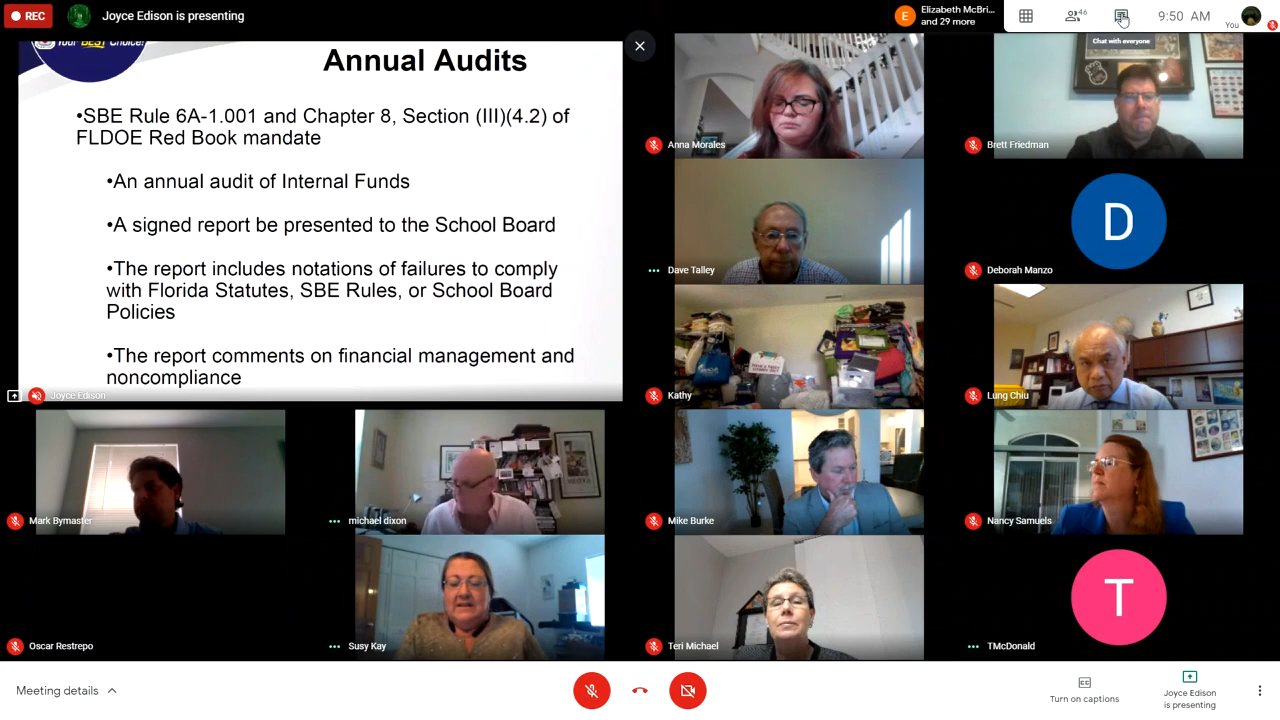 REC
Joyce Edison is presenting
Elizabeth McBri...
and 29 more
46
9:50 AM
You
Chat with everyone
Your BEST Choice!
Annual Audits
•SBE Rule 6A-1.001 and Chapter 8, Section (III)(4.2) of
FLDOE Red Book mandate
•An annual audit of Internal Funds
•A signed report be presented to the School Board
•The report includes notations of failures to comply
with Florida Statutes, SBE Rules, or School Board
Policies
•The report comments on financial management and
noncompliance
Joyce Edison
Anna Morales
Brett Friedman
Dave Talley
D
Deborah Manzo
Kathy
Lung Chiu
Mark Bymaster
michael dixon
Mike Burke
Nancy Samuels
Oscar Restrepo
Susy Kay
Teri Michael
T
TMcDonald
Meeting details
Turn on captions
Joyce Edison
is presenting